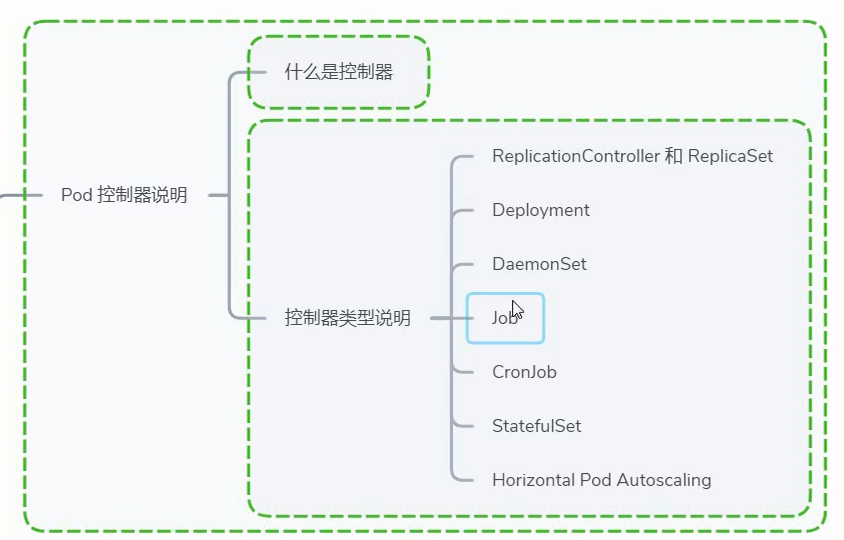 什么是控制器
Pod 控制器说明
控制器类型说明
ReplicationController 和 ReplicaSet
Deployment
DaemonSet
Job
CronJob
StatefulSet
Horizontal Pod Autoscaling